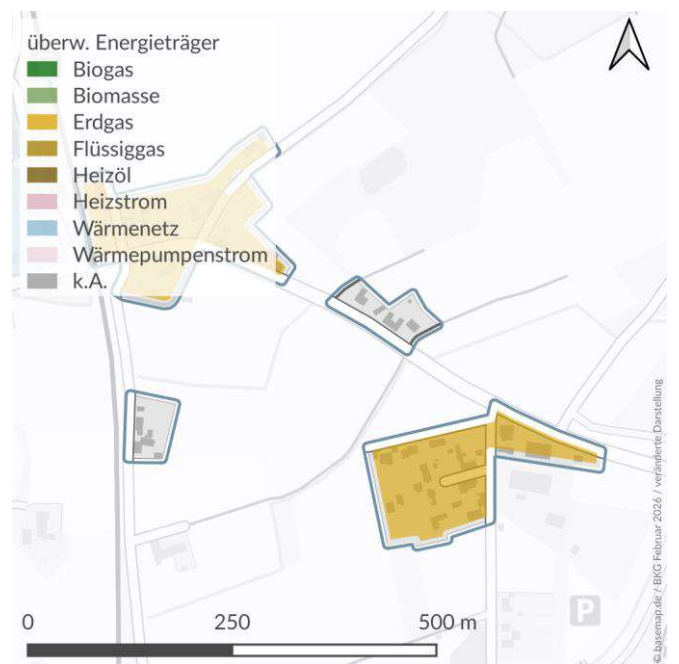 überw. Energieträger
Biogas
Biomasse
Erdgas
Flüssiggas
Heizöl
Heizstrom
Wärmenetz
Wärmepumpenstrom
k.A.
P
© basemap.de / BKG Februar 2026 / veränderte Darstellung
0 250 500 m